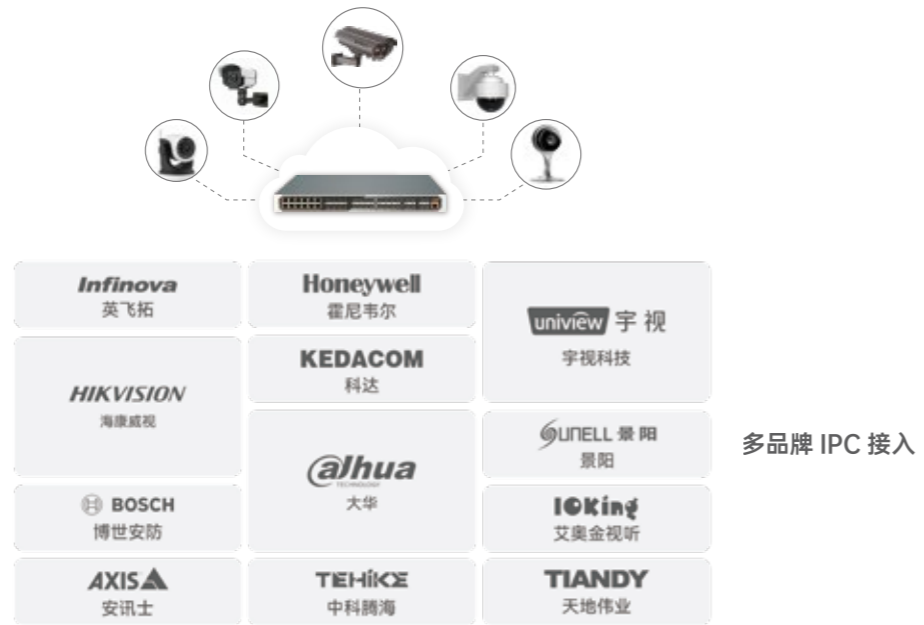 Infinova
英飞拓
Honeywell
霍尼韦尔
uniview 宇视
宇视科技
HIKVISION
海康威视
KEDACOM
科达
SUNELL 景阳
景阳
alhua
TECHNOLOGY
大华
多品牌 IPC 接入
BOSCH
博世安防
IOKing
艾奥金视听
AXIS
安讯士
TEHIKE
中科腾海
TIANDY
天地伟业